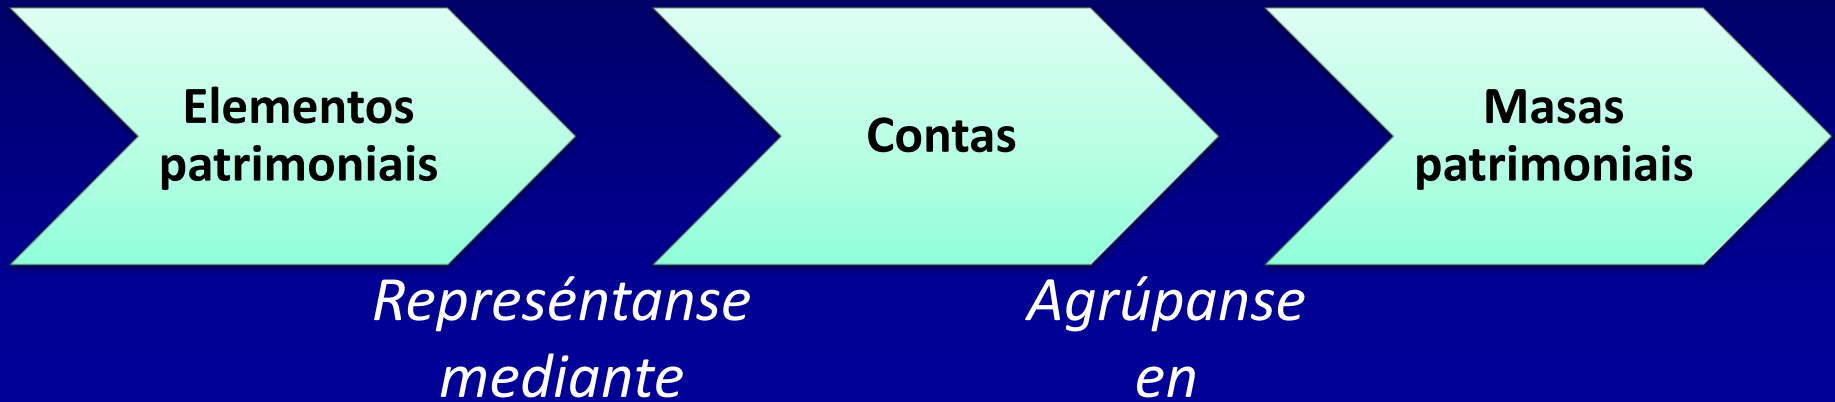 Elementos
patrimoniais
Contas
Masas
patrimoniais
Represéntanse
mediante
Agrúpanse
en